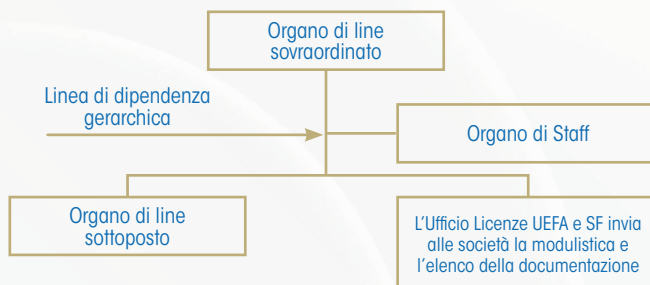 Organo di line
sovraordinato
Linea di dipendenza
gerarchica
Organo di Staff
Organo di line
sottoposto
L'Ufficio Licenze UEFA e SF invia
alle società la modulistica e
l'elenco della documentazione